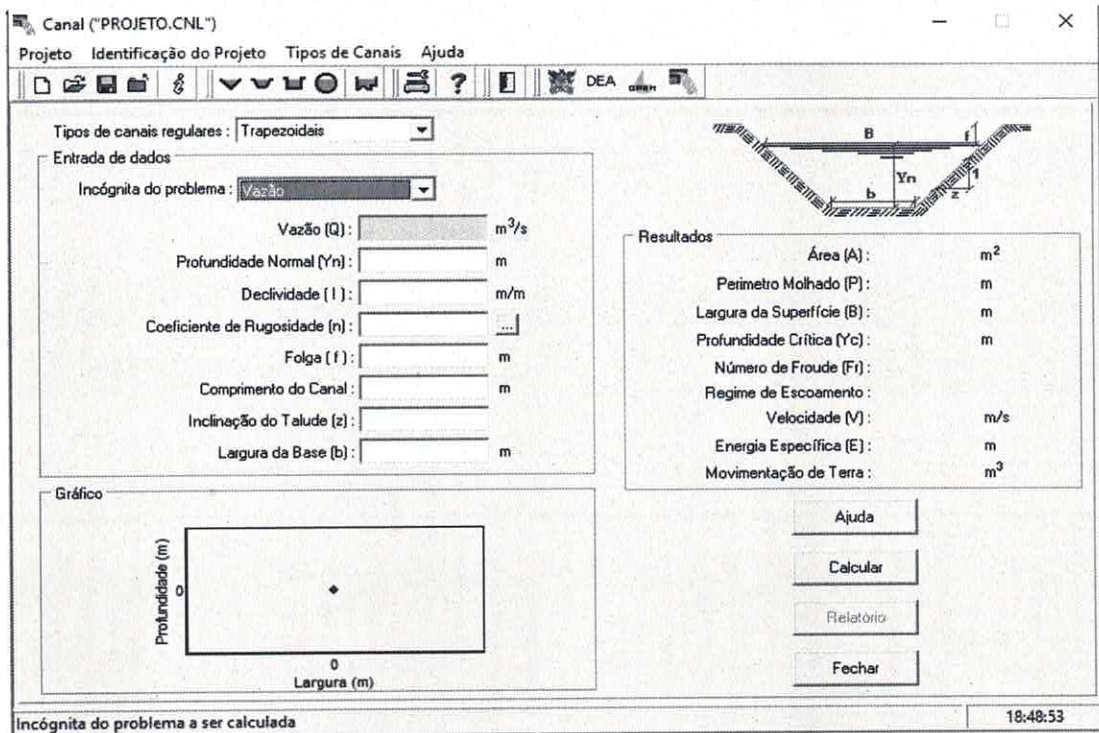 Canal ("PROJETO.CNL")
Projeto Identificação do Projeto Tipos de Canais Ajuda
? DEA
Tipos de canais regulares : Trapezoidais
Entrada de dados
Incógnita do problema : Vazão
Vazão (Q) : m³/s
Profundidade Normal (Yn) : m
Declividade ( I ) : m/m
Coeficiente de Rugosidade (n) : ...
Folga ( f ) : m
Comprimento do Canal : m
Inclinação do Talude (z) :
Largura da Base (b) : m
B f
Yn 1
b z
Resultados
Área (A) : m²
Perimetro Molhado (P) : m
Largura da Superfície (B) : m
Profundidade Crítica (Yc) : m
Número de Froude (Fr) :
Regime de Escoamento :
Velocidade (V) : m/s
Energia Específica (E) : m
Movimentação de Terra : m³
Gráfico
Profundidade (m)
0
0
Largura (m)
Ajuda
Calcular
Relatório
Fechar
Incógnita do problema a ser calculada 18:48:53